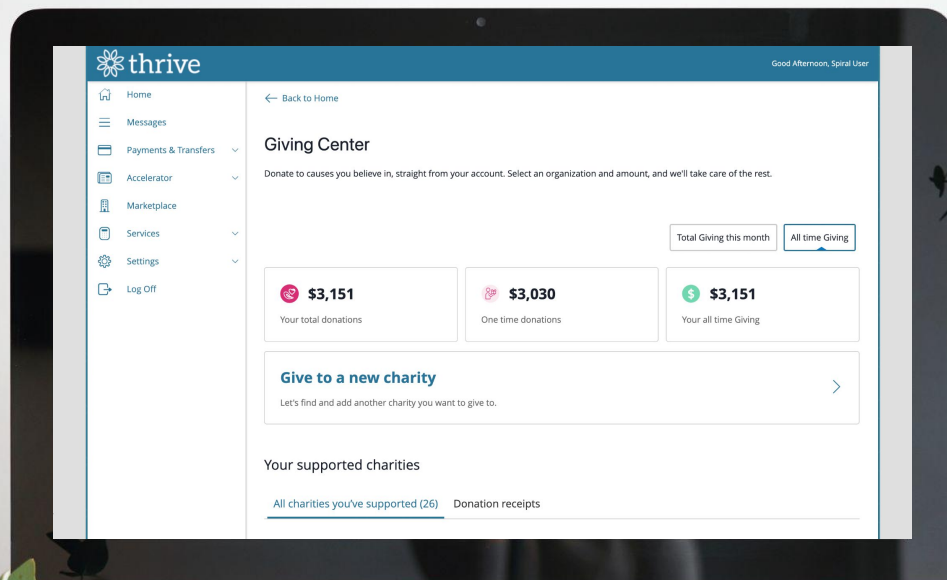 thrive
Good Afternoon, Spiral User
Home
Messages
Payments & Transfers
Accelerator
Marketplace
Services
Settings
Log Off
Back to Home
Giving Center
Donate to causes you believe in, straight from your account. Select an organization and amount, and we'll take care of the rest.
Total Giving this month
All time Giving
$3,151
Your total donations
$3,030
One time donations
$3,151
Your all time Giving
Give to a new charity
Let's find and add another charity you want to give to.
Your supported charities
All charities you've supported (26)
Donation receipts